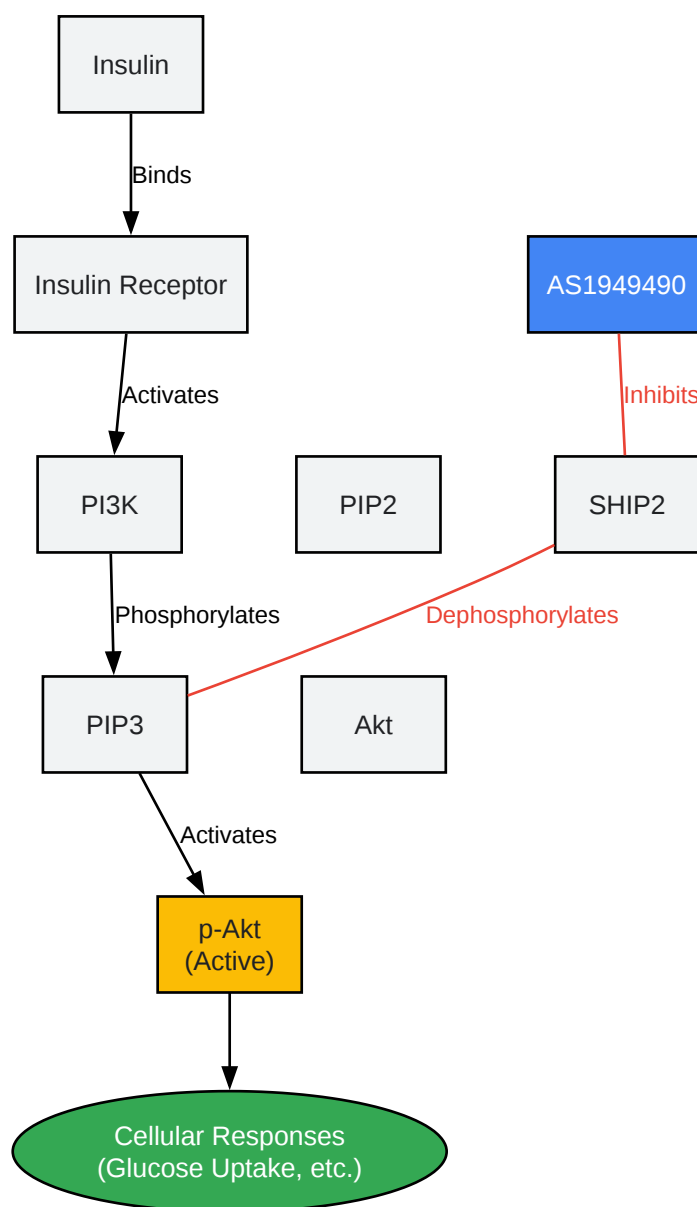 Insulin
Binds
Insulin Receptor
AS1949490
Activates
Inhibits
PI3K
PIP2
SHIP2
Phosphorylates
Dephosphorylates
PIP3
Akt
Activates
p-Akt
(Active)
Cellular Responses
(Glucose Uptake, etc.)